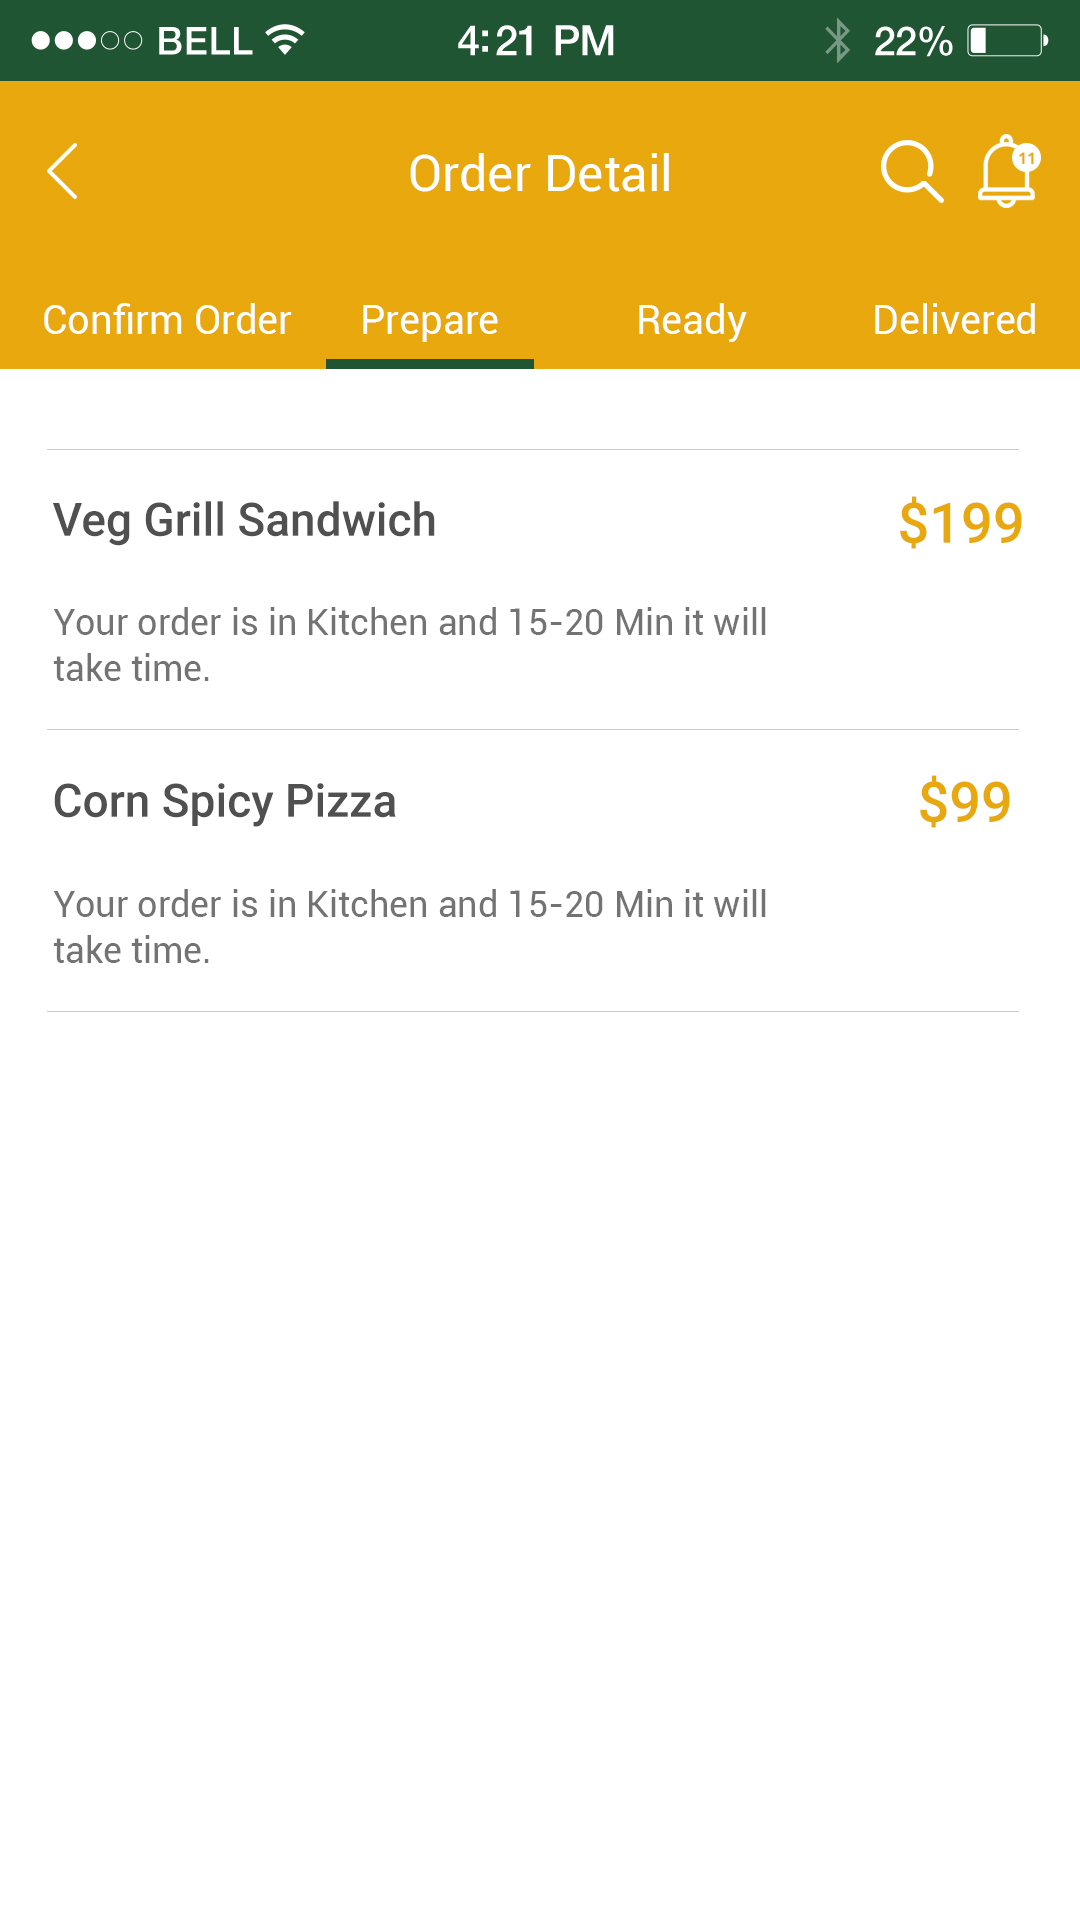 BELL 4:21 PM 22%
Order Detail 11
Confirm Order Prepare Ready Delivered
Veg Grill Sandwich $199
Your order is in Kitchen and 15-20 Min it will
take time.
Corn Spicy Pizza $99
Your order is in Kitchen and 15-20 Min it will
take time.